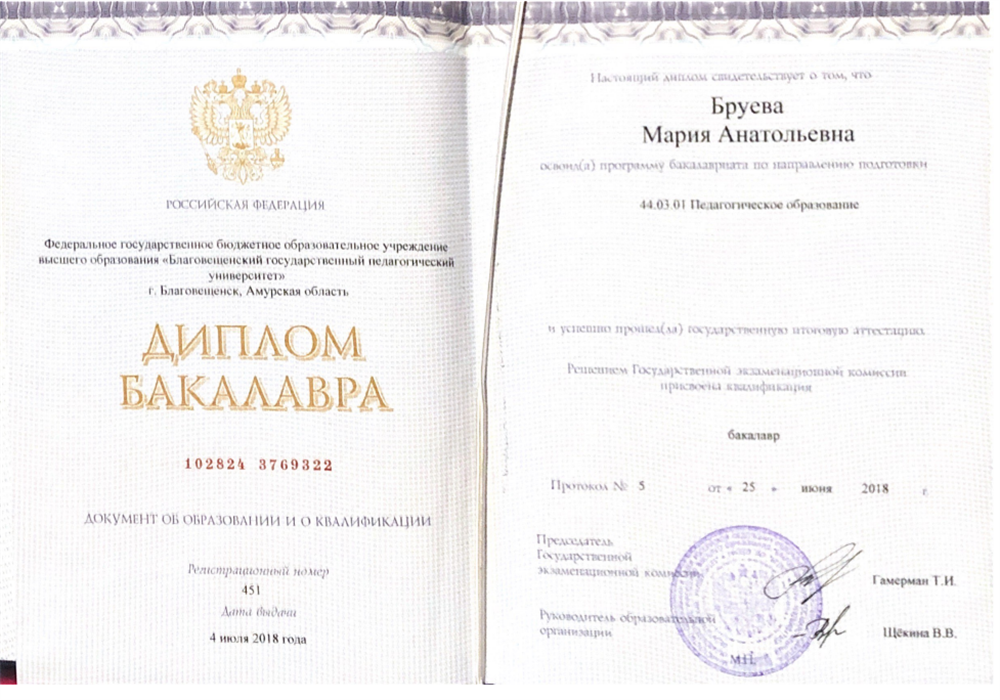 РОССИЙСКАЯ ФЕДЕРАЦИЯ
Федеральное государственное бюджетное образовательное учреждение
высшего образования «Благовещенский государственный педагогический
университет»
г. Благовещенск, Амурская область
ДИПЛОМ
БАКАЛАВРА
102824 3769322
ДОКУМЕНТ ОБ ОБРАЗОВАНИИ И О КВАЛИФИКАЦИИ
Регистрационный номер
451
Дата выдачи
4 июля 2018 года
Настоящий диплом свидетельствует о том, что
Бруева
Мария Анатольевна
освоил(а) программу бакалавриата по направлению подготовки
44.03.01 Педагогическое образование
и успешно прошел(ла) государственную итоговую аттестацию.
Решением Государственной экзаменационной комиссии
присвоена квалификация
бакалавр
Протокол № 5 от « 25 » июня 2018 г.
Председатель
Государственной
экзаменационной комиссии
Гамерман Т.И.
Руководитель образовательной
организации
Щёкина В.В.
М.П.